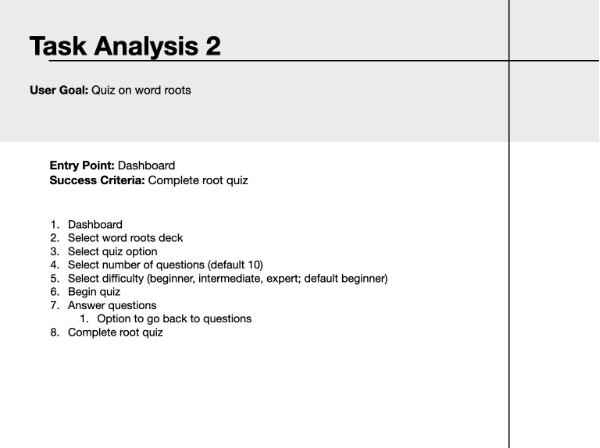 Task Analysis 2
User Goal: Quiz on word roots
Entry Point: Dashboard
Success Criteria: Complete root quiz
1. Dashboard
2. Select word roots deck
3. Select quiz option
4. Select number of questions (default 10)
5. Select difficulty (beginner, intermediate, expert; default beginner)
6. Begin quiz
7. Answer questions
1. Option to go back to questions
8. Complete root quiz